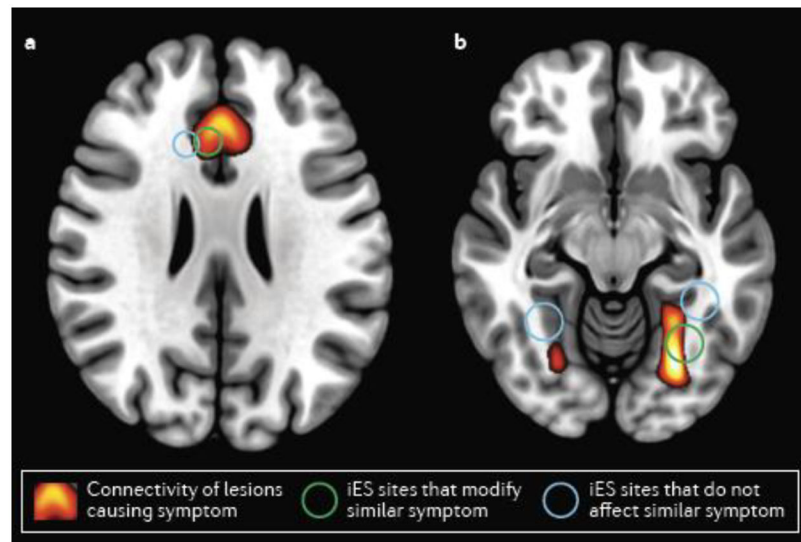 a
b
Connectivity of lesions
causing symptom
iES sites that modify
similar symptom
iES sites that do not
affect similar symptom